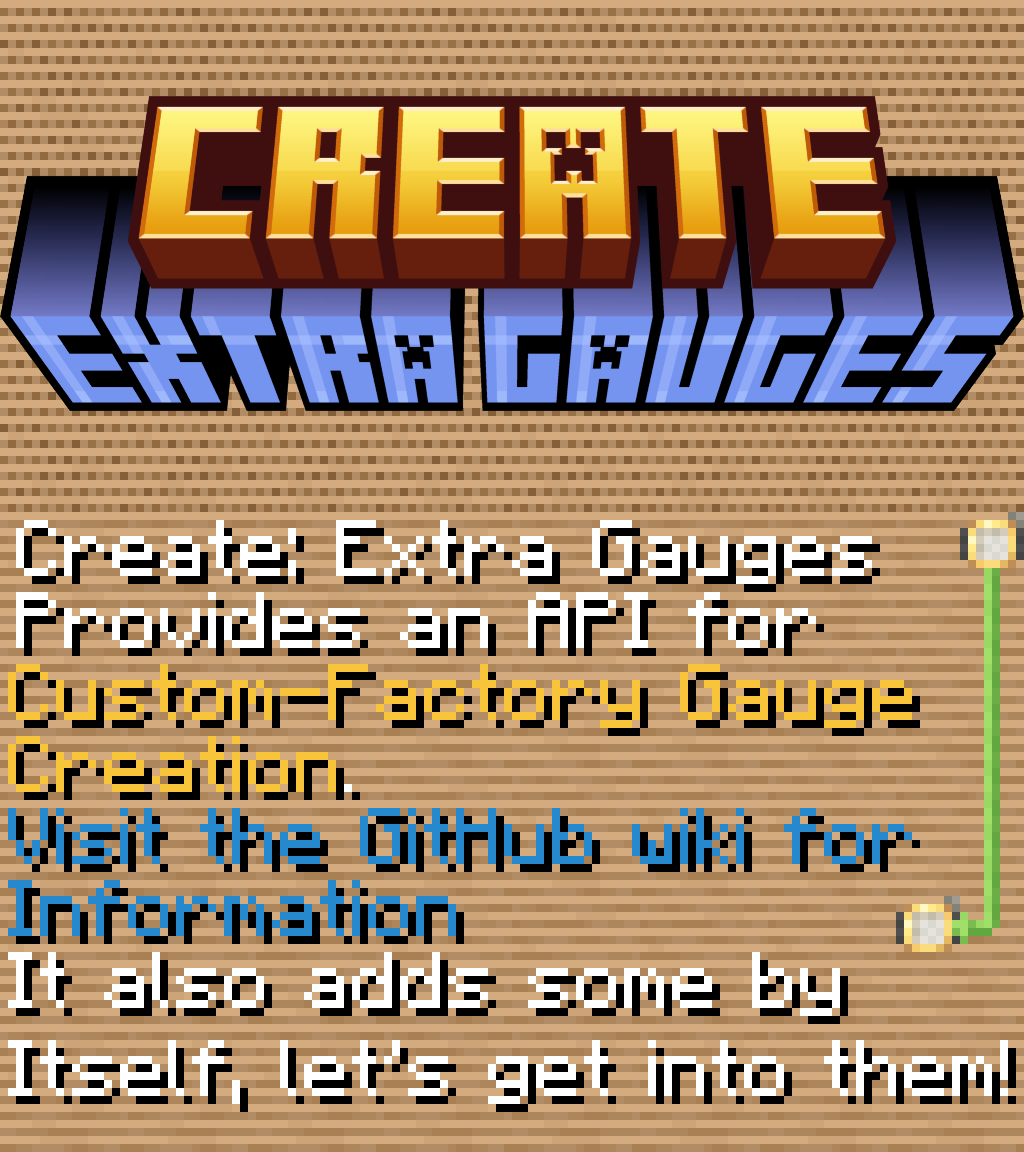 CREATE
EXTRA GAUGES
Create: Extra Gauges
Provides an API for
Custom-Factory Gauge
Creation.
Visit the GitHub wiki for
Information
It also adds some by
Itself, let's get into them!